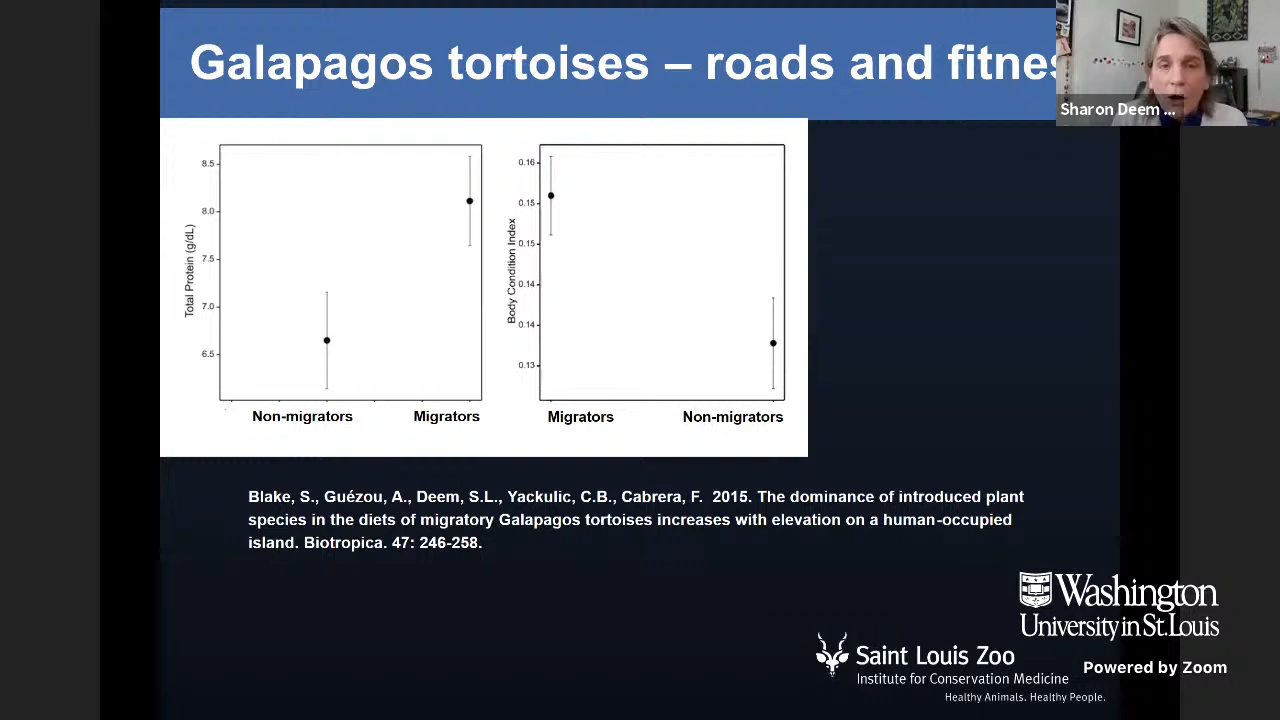 Galapagos tortoises – roads and fitnes
Sharon Deem ...
8.5
8.0
7.5
7.0
6.5
Total Protein (g/dL)
Non-migrators
Migrators
0.16
0.15
0.15
0.14
0.14
0.13
Body Condition Index
Migrators
Non-migrators
Blake, S., Guézou, A., Deem, S.L., Yackulic, C.B., Cabrera, F. 2015. The dominance of introduced plant
species in the diets of migratory Galapagos tortoises increases with elevation on a human-occupied
island. Biotropica. 47: 246-258.
Washington
University in St. Louis
Saint Louis Zoo
Institute for Conservation Medicine
Healthy Animals. Healthy People.
Powered by Zoom